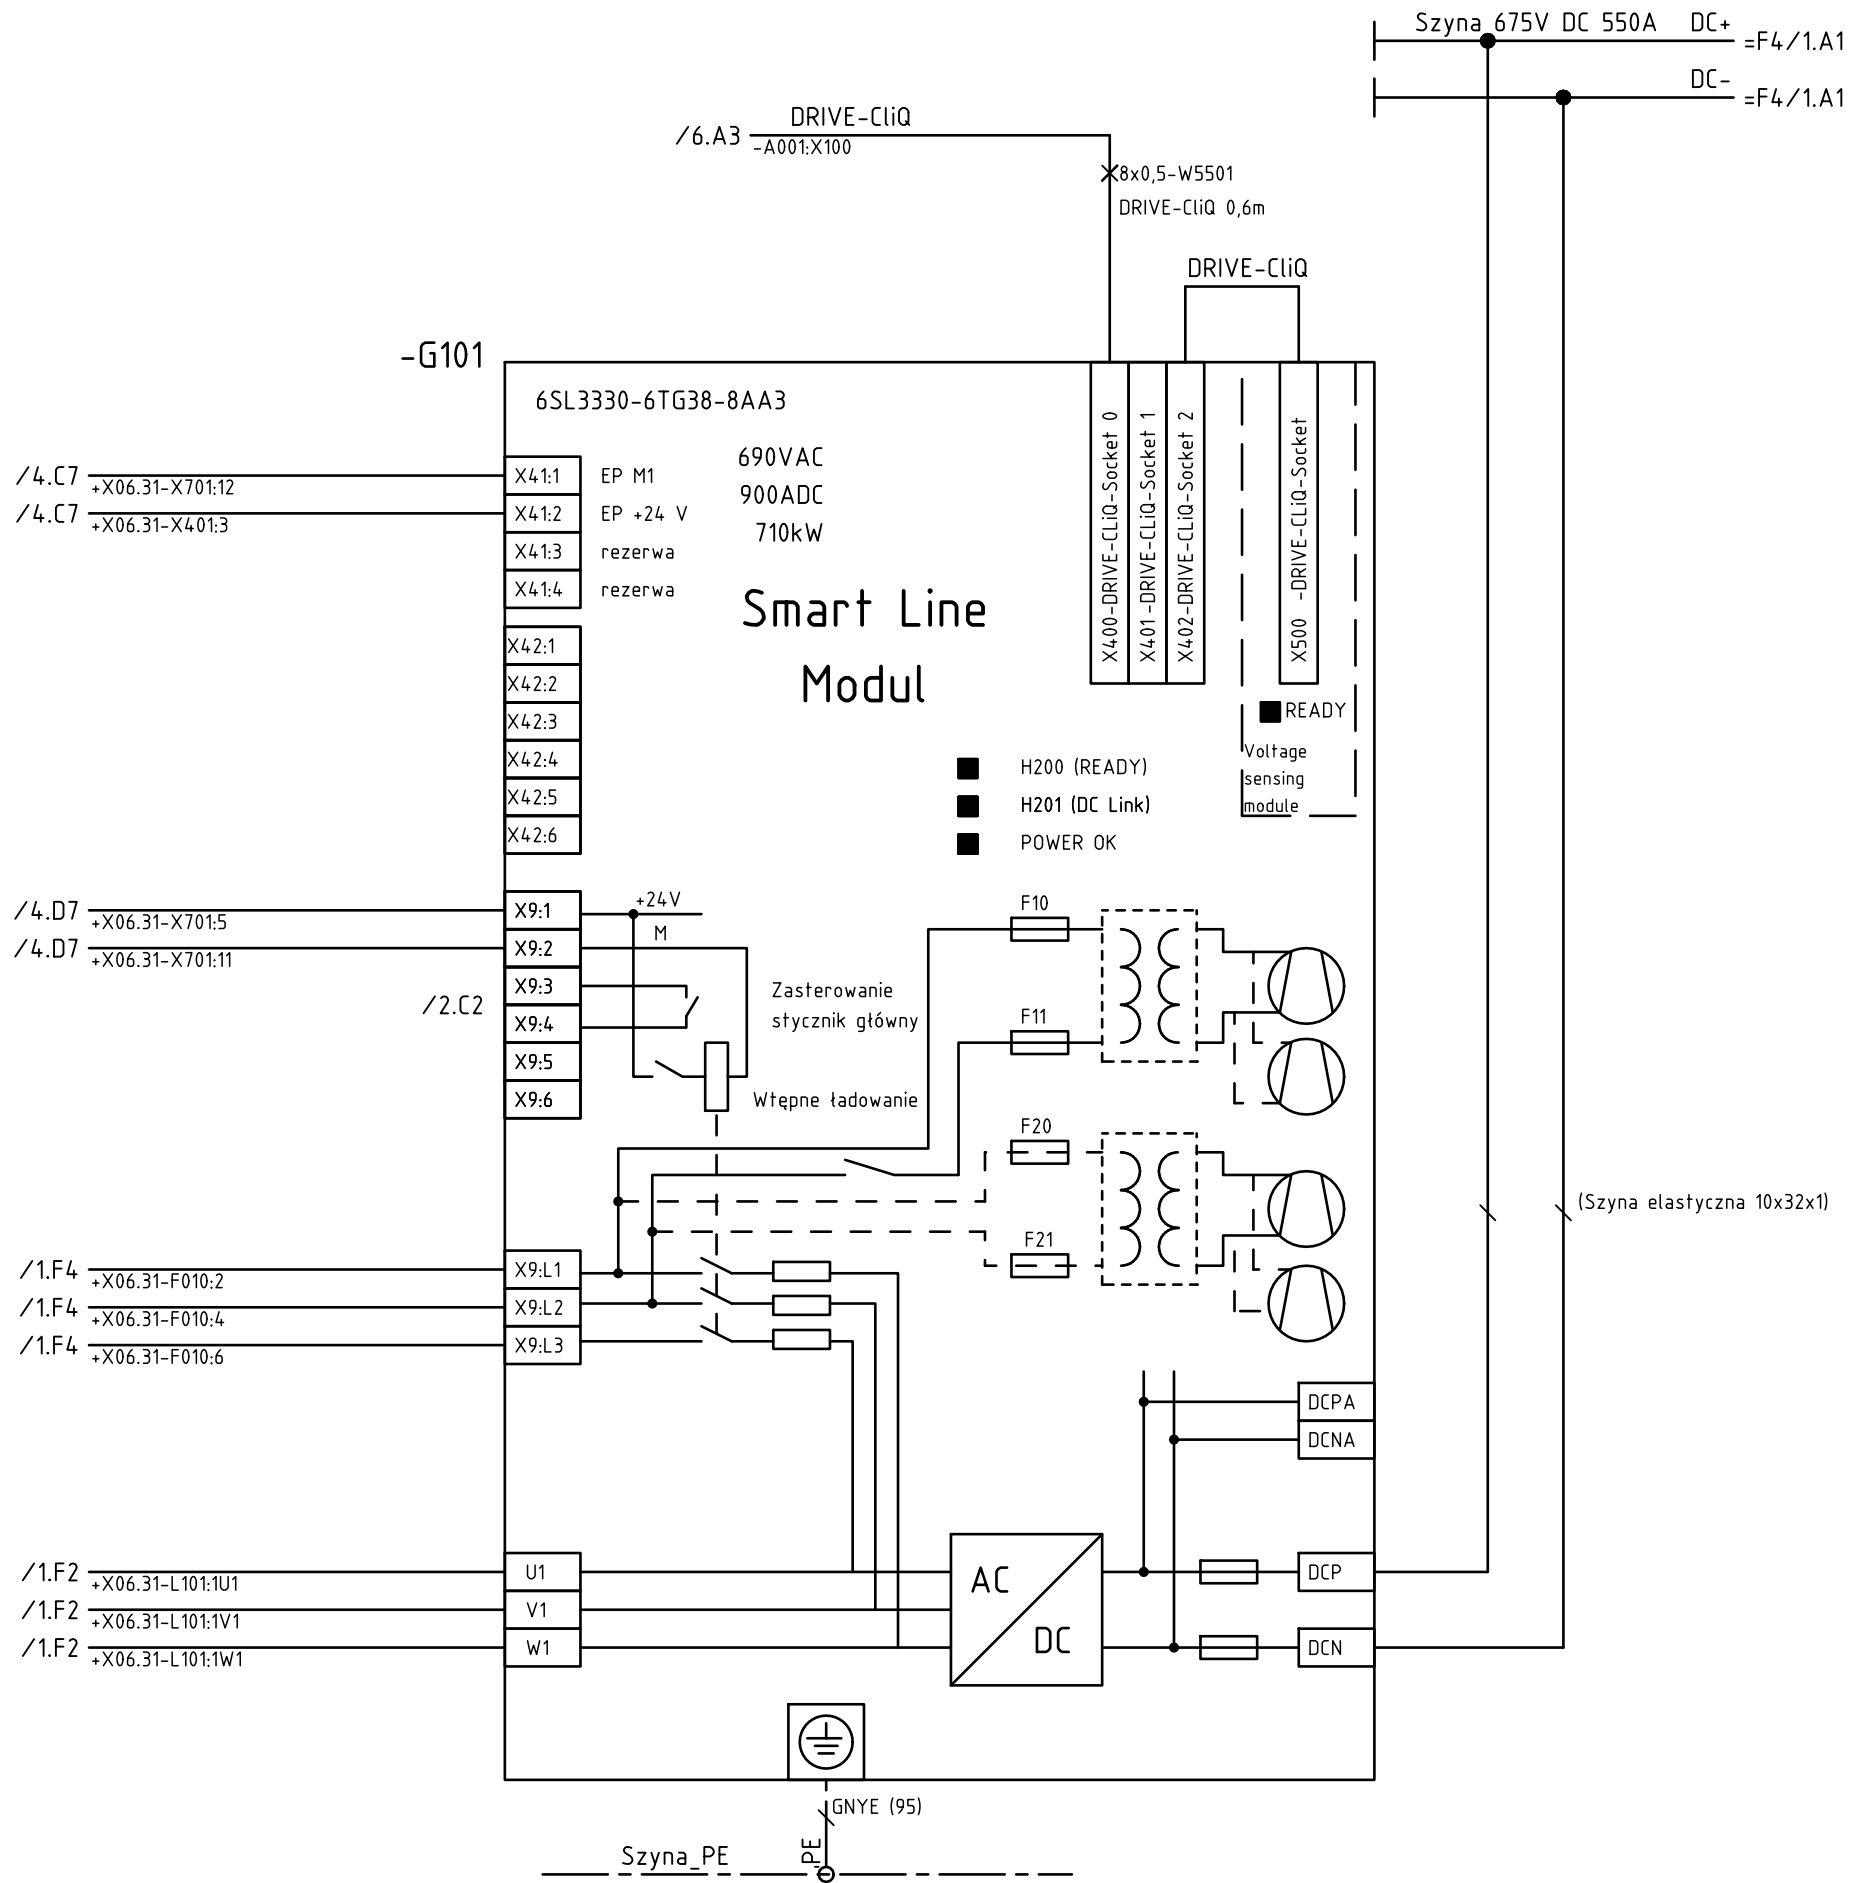 Szyna 675V DC 550A DC+
=F4/1.A1
DC-
=F4/1.A1
DRIVE-CliQ
/6.A3
-A001:X100
8x0,5-W5501
DRIVE-CliQ 0,6m
DRIVE-CliQ
-G101
6SL3330-6TG38-8AA3
690VAC
900ADC
710kW
Smart Line
Modul
X400-DRIVE-CLiQ-Socket 0
X401 -DRIVE-CLiQ-Socket 1
X402-DRIVE-CLiQ-Socket 2
X500 -DRIVE-CLiQ-Socket
READY
Voltage
sensing
module
H200 (READY)
H201 (DC Link)
POWER OK
/4.C7
+X06.31-X701:12
X41:1 EP M1
/4.C7
+X06.31-X401:3
X41:2 EP +24 V
X41:3 rezerwa
X41:4 rezerwa
X42:1
X42:2
X42:3
X42:4
X42:5
X42:6
/4.D7
+X06.31-X701:5
X9:1
+24V
/4.D7
+X06.31-X701:11
X9:2
M
X9:3
/2.C2
X9:4
X9:5
X9:6
Zasterowanie
stycznik główny
Wtępne ładowanie
F10
F11
F20
F21
(Szyna elastyczna 10x32x1)
/1.F4
+X06.31-F010:2
X9:L1
/1.F4
+X06.31-F010:4
X9:L2
/1.F4
+X06.31-F010:6
X9:L3
DCPA
DCNA
/1.F2
+X06.31-L101:1U1
U1
/1.F2
+X06.31-L101:1V1
V1
/1.F2
+X06.31-L101:1W1
W1
AC
DC
DCP
DCN
GNYE (95)
PE
Szyna_PE